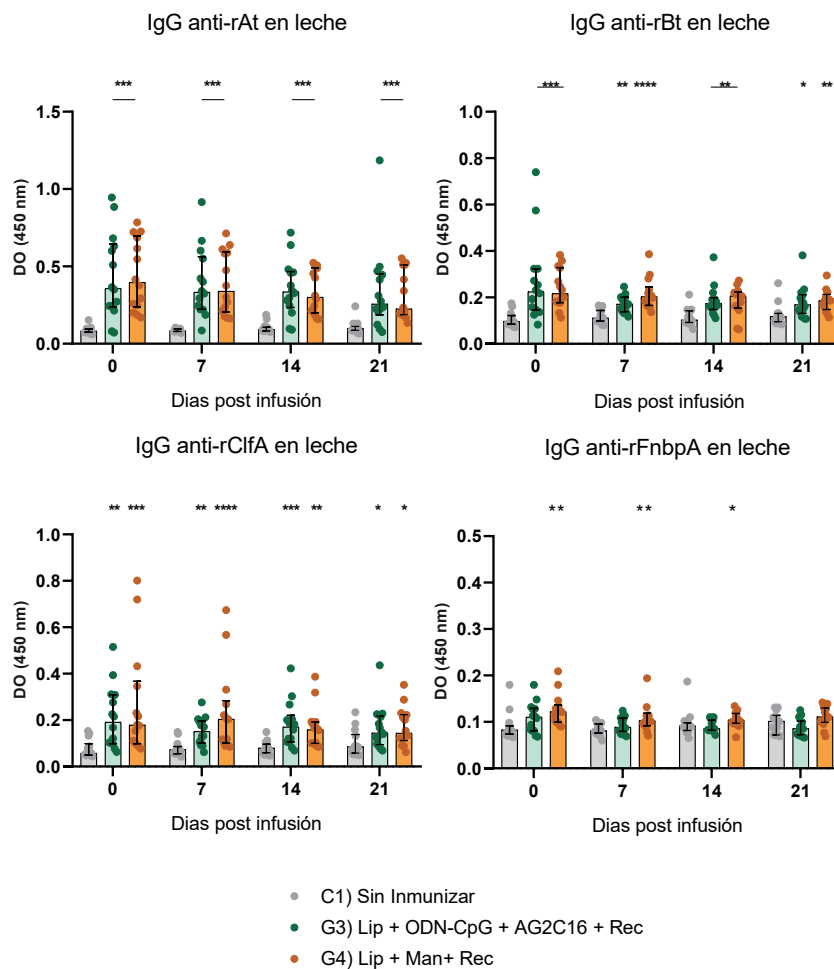 IgG anti-rAt en leche
*** *** *** ***
1.5
1.0
0.5
0.0
DO (450 nm)
0 7 14 21
Dias post infusión
IgG anti-rBt en leche
*** ** **** ** * **
1.0
0.8
0.6
0.4
0.2
0.0
DO (450 nm)
0 7 14 21
Dias post infusión
IgG anti-rClfA en leche
** *** ** **** *** ** * *
1.0
0.8
0.6
0.4
0.2
0.0
DO (450 nm)
0 7 14 21
Dias post infusión
IgG anti-rFnbpA en leche
** ** *
0.5
0.4
0.3
0.2
0.1
0.0
DO (450 nm)
0 7 14 21
Dias post infusión
C1) Sin Inmunizar
G3) Lip + ODN-CpG + AG2C16 + Rec
G4) Lip + Man+ Rec